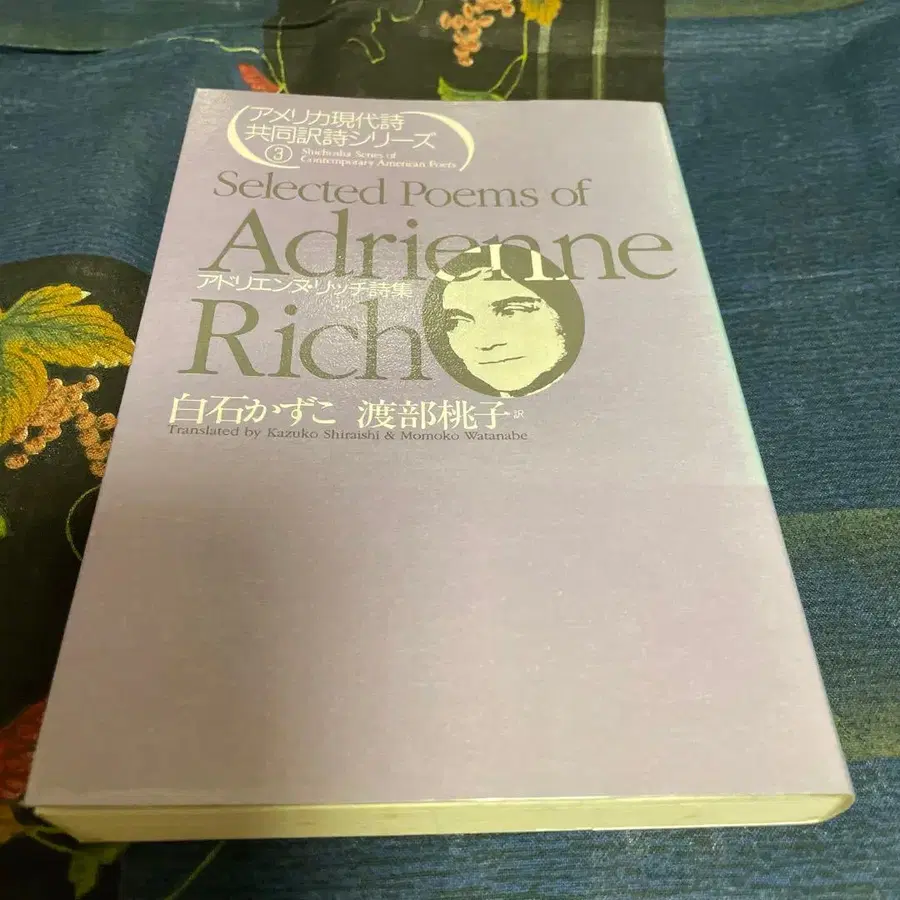 アメリカ現代詩
共同訳詩シリーズ
3 Shichosha Series of
Contemporary American Poets
Selected Poems of
Adrienne
アドリエンヌ・リッチ詩集
Rich
白石かずこ 渡部桃子 訳
Translated by Kazuko Shiraishi & Momoko Watanabe